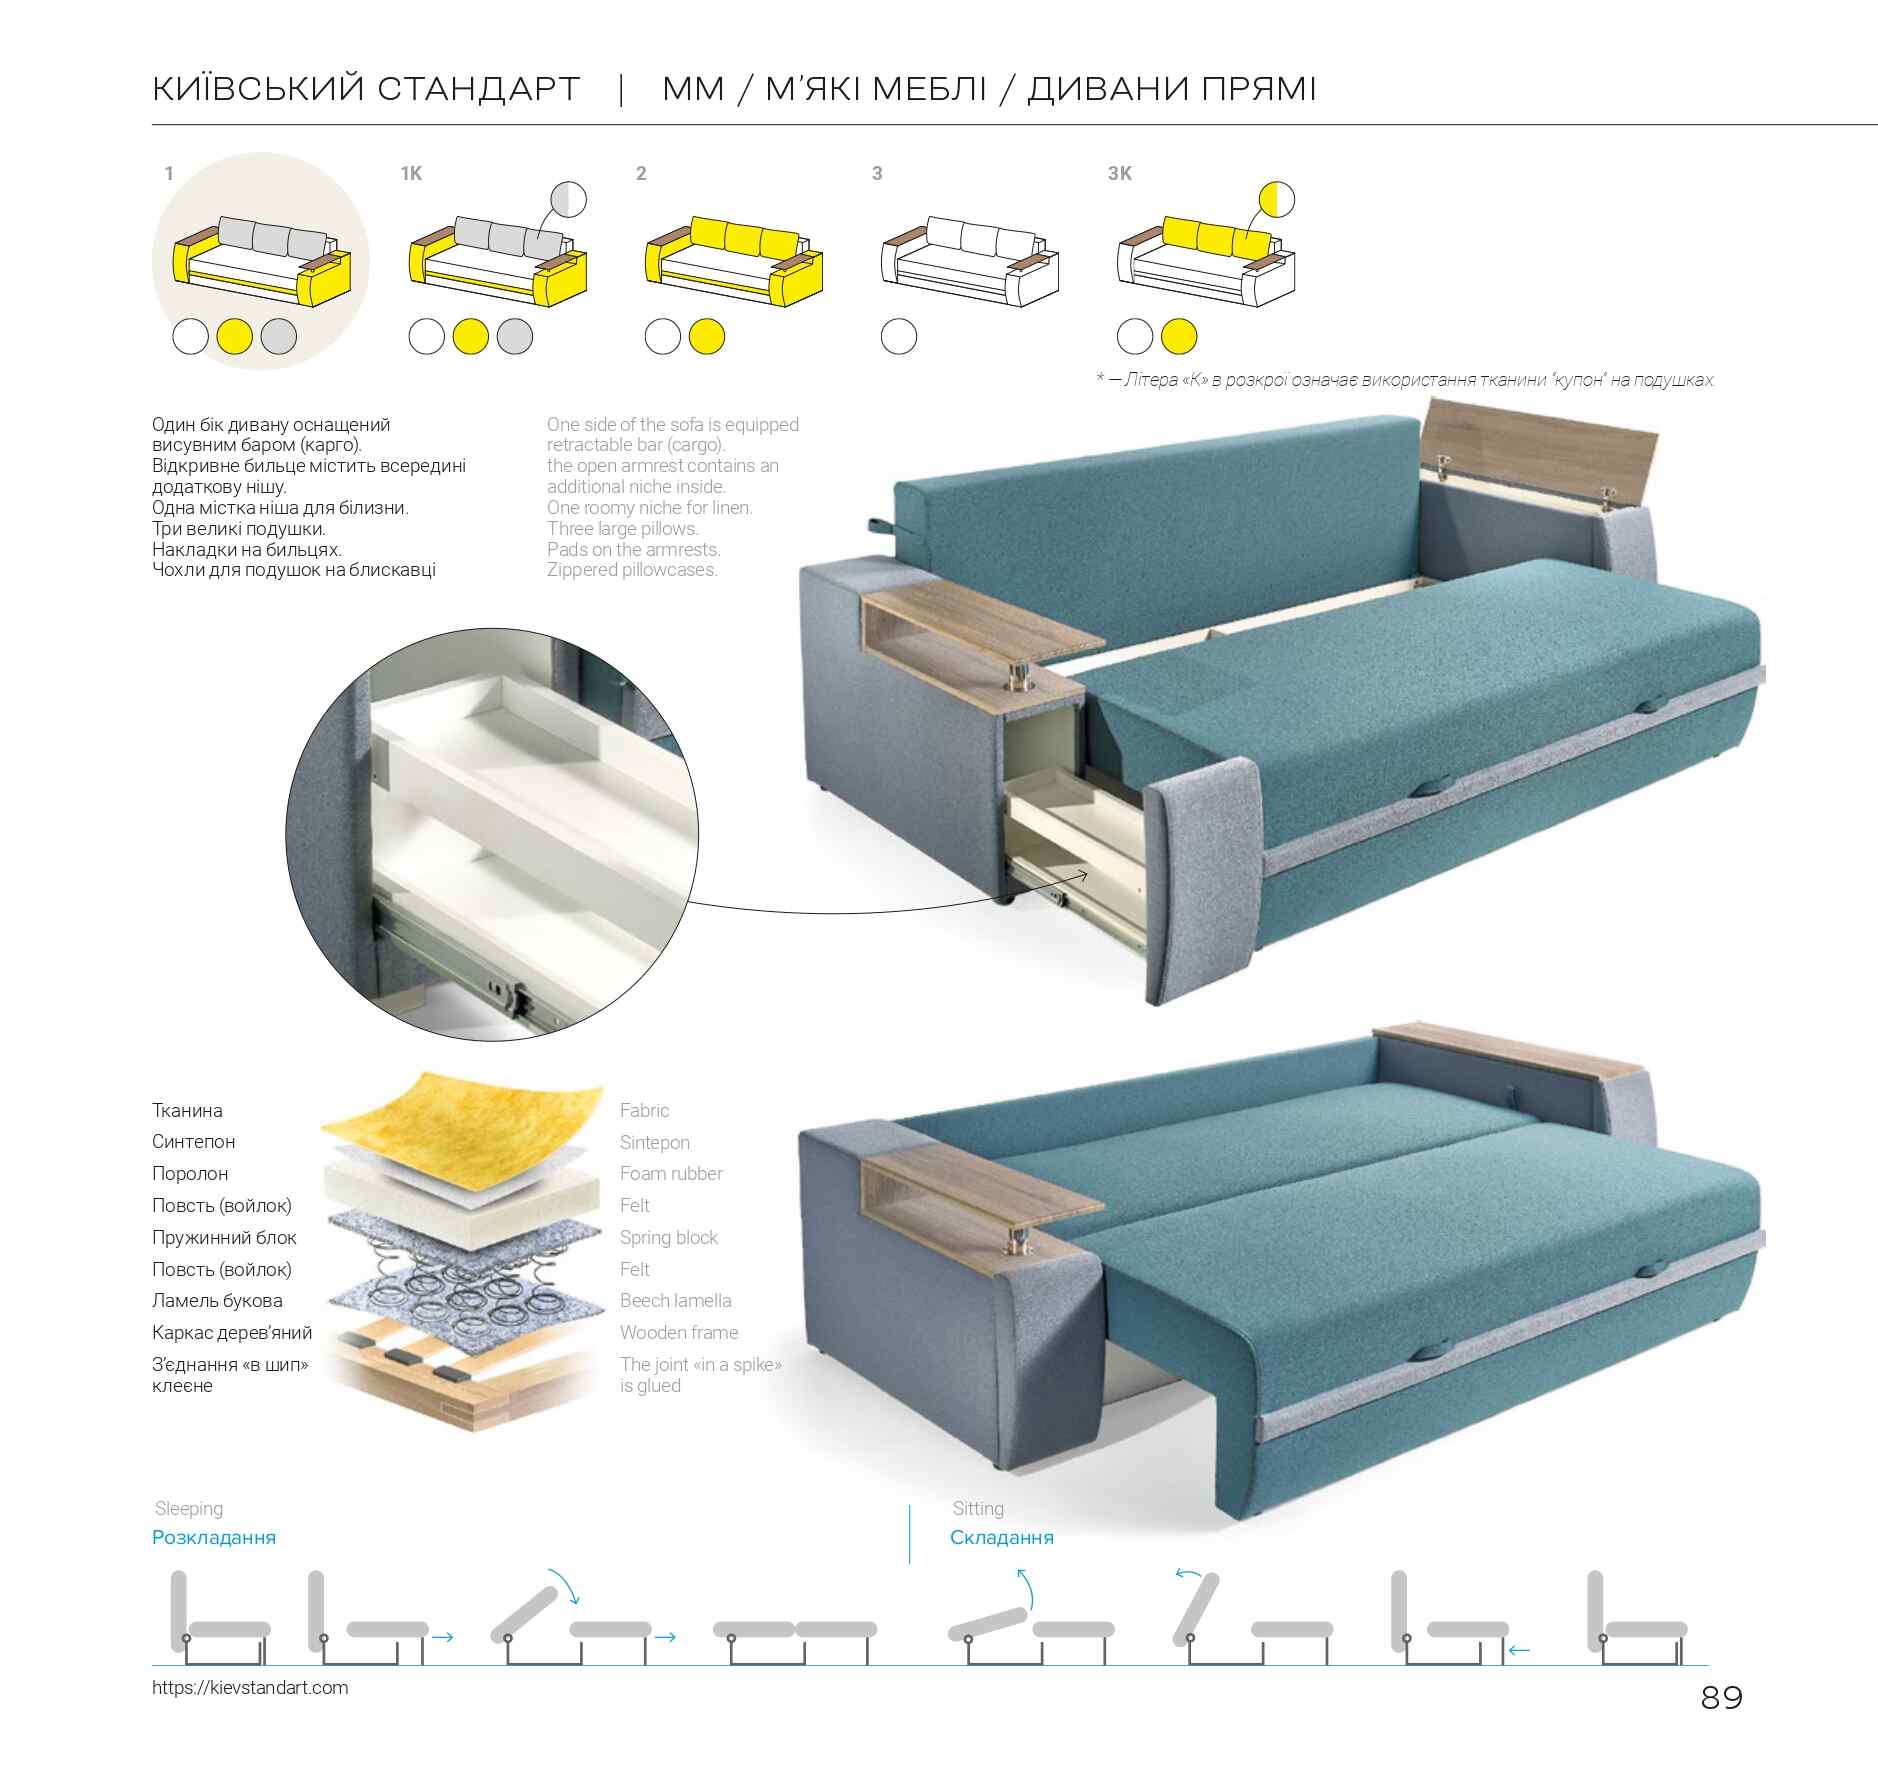 КИЇВСЬКИЙ СТАНДАРТ | ММ / М’ЯКІ МЕБЛІ / ДИВАНИ ПРЯМІ
1
1K
2
3
3K
* — Літера «К» в розкрої означає використання тканини “купон” на подушках.
Один бік дивану оснащений
висувним баром (карго).
Відкривне бильце містить всередині
додаткову нішу.
Одна містка ніша для білизни.
Три великі подушки.
Накладки на бильцях.
Чохли для подушок на блискавці
One side of the sofa is equipped
retractable bar (cargo).
the open armrest contains an
additional niche inside.
One roomy niche for linen.
Three large pillows.
Pads on the armrests.
Zippered pillowcases.
Тканина
Синтепон
Поролон
Повсть (войлок)
Пружинний блок
Повсть (войлок)
Ламель букова
Каркас дерев’яний
З’єднання «в шип»
клеєне
Fabric
Sintepon
Foam rubber
Felt
Spring block
Felt
Beech lamella
Wooden frame
The joint «in a spike»
is glued
Sleeping
Розкладання
Sitting
Складання
https://kievstandart.com
89